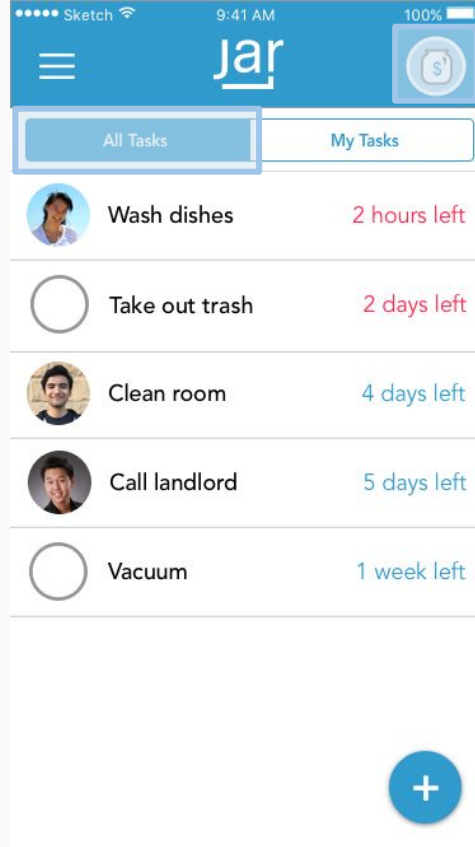 Sketch 9:41 AM 100%
Jar
$
All Tasks My Tasks
Wash dishes 2 hours left
Take out trash 2 days left
Clean room 4 days left
Call landlord 5 days left
Vacuum 1 week left
+